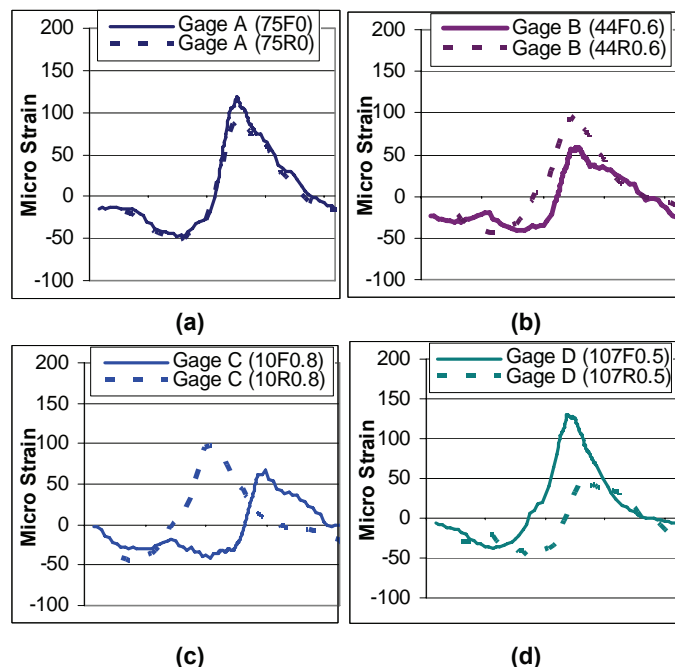 200
150
100
50
0
-50
-100
Micro Strain
Gage A (75F0)
Gage A (75R0)
(a)
200
150
100
50
0
-50
-100
Micro Strain
Gage B (44F0.6)
Gage B (44R0.6)
(b)
200
150
100
50
0
-50
-100
Micro Strain
Gage C (10F0.8)
Gage C (10R0.8)
(c)
200
150
100
50
0
-50
-100
Micro Strain
Gage D (107F0.5)
Gage D (107R0.5)
(d)